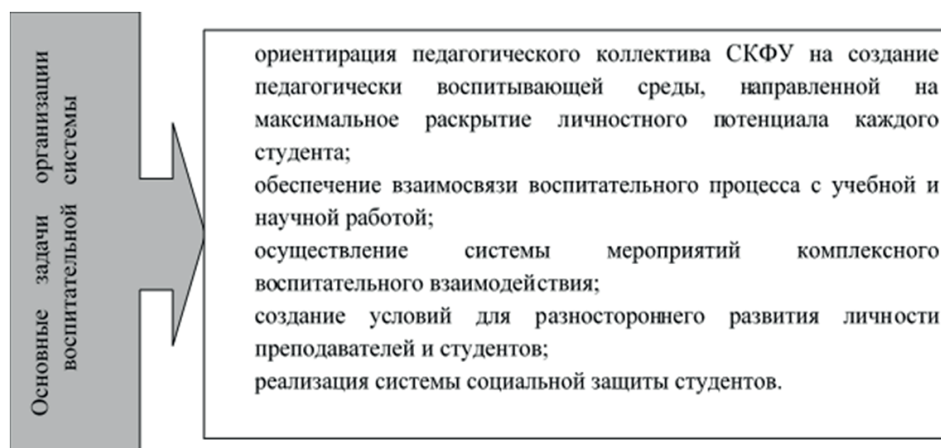 Основные задачи организации
воспитательной системы
ориентирация педагогического коллектива СКФУ на создание
педагогически воспитывающей среды, направленной на
максимальное раскрытие личностного потенциала каждого
студента;
обеспечение взаимосвязи воспитательного процесса с учебной и
научной работой;
осуществление системы мероприятий комплексного
воспитательного взаимодействия;
создание условий для разностороннего развития личности
преподавателей и студентов;
реализация системы социальной защиты студентов.